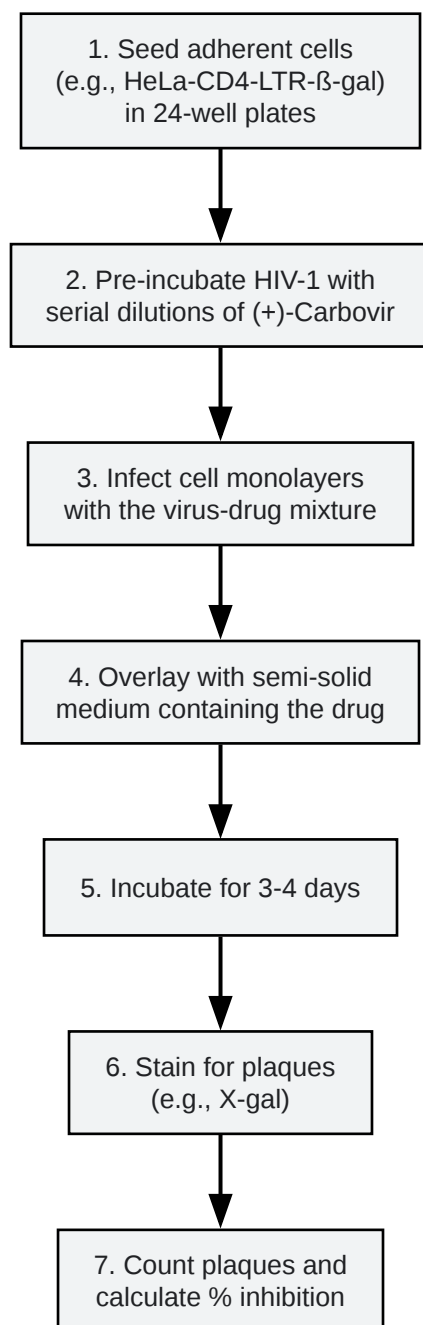 1. Seed adherent cells
(e.g., HeLa-CD4-LTR-ß-gal)
in 24-well plates
2. Pre-incubate HIV-1 with
serial dilutions of (+)-Carbovir
3. Infect cell monolayers
with the virus-drug mixture
4. Overlay with semi-solid
medium containing the drug
5. Incubate for 3-4 days
6. Stain for plaques
(e.g., X-gal)
7. Count plaques and
calculate % inhibition